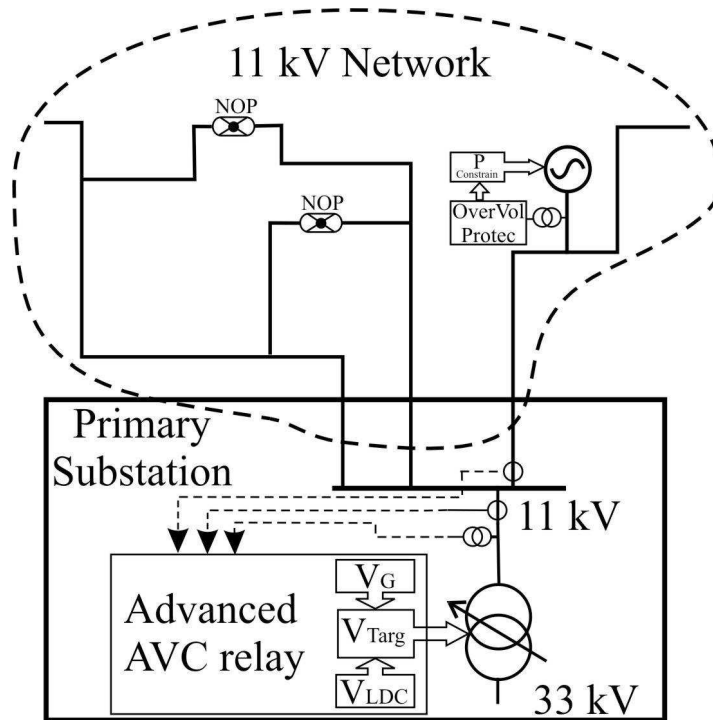 11 kV Network
NOP
NOP
P
Constrain
OverVol
Protec
Primary
Substation
11 kV
Advanced
AVC relay
VG
VTarg
VLDC
33 kV